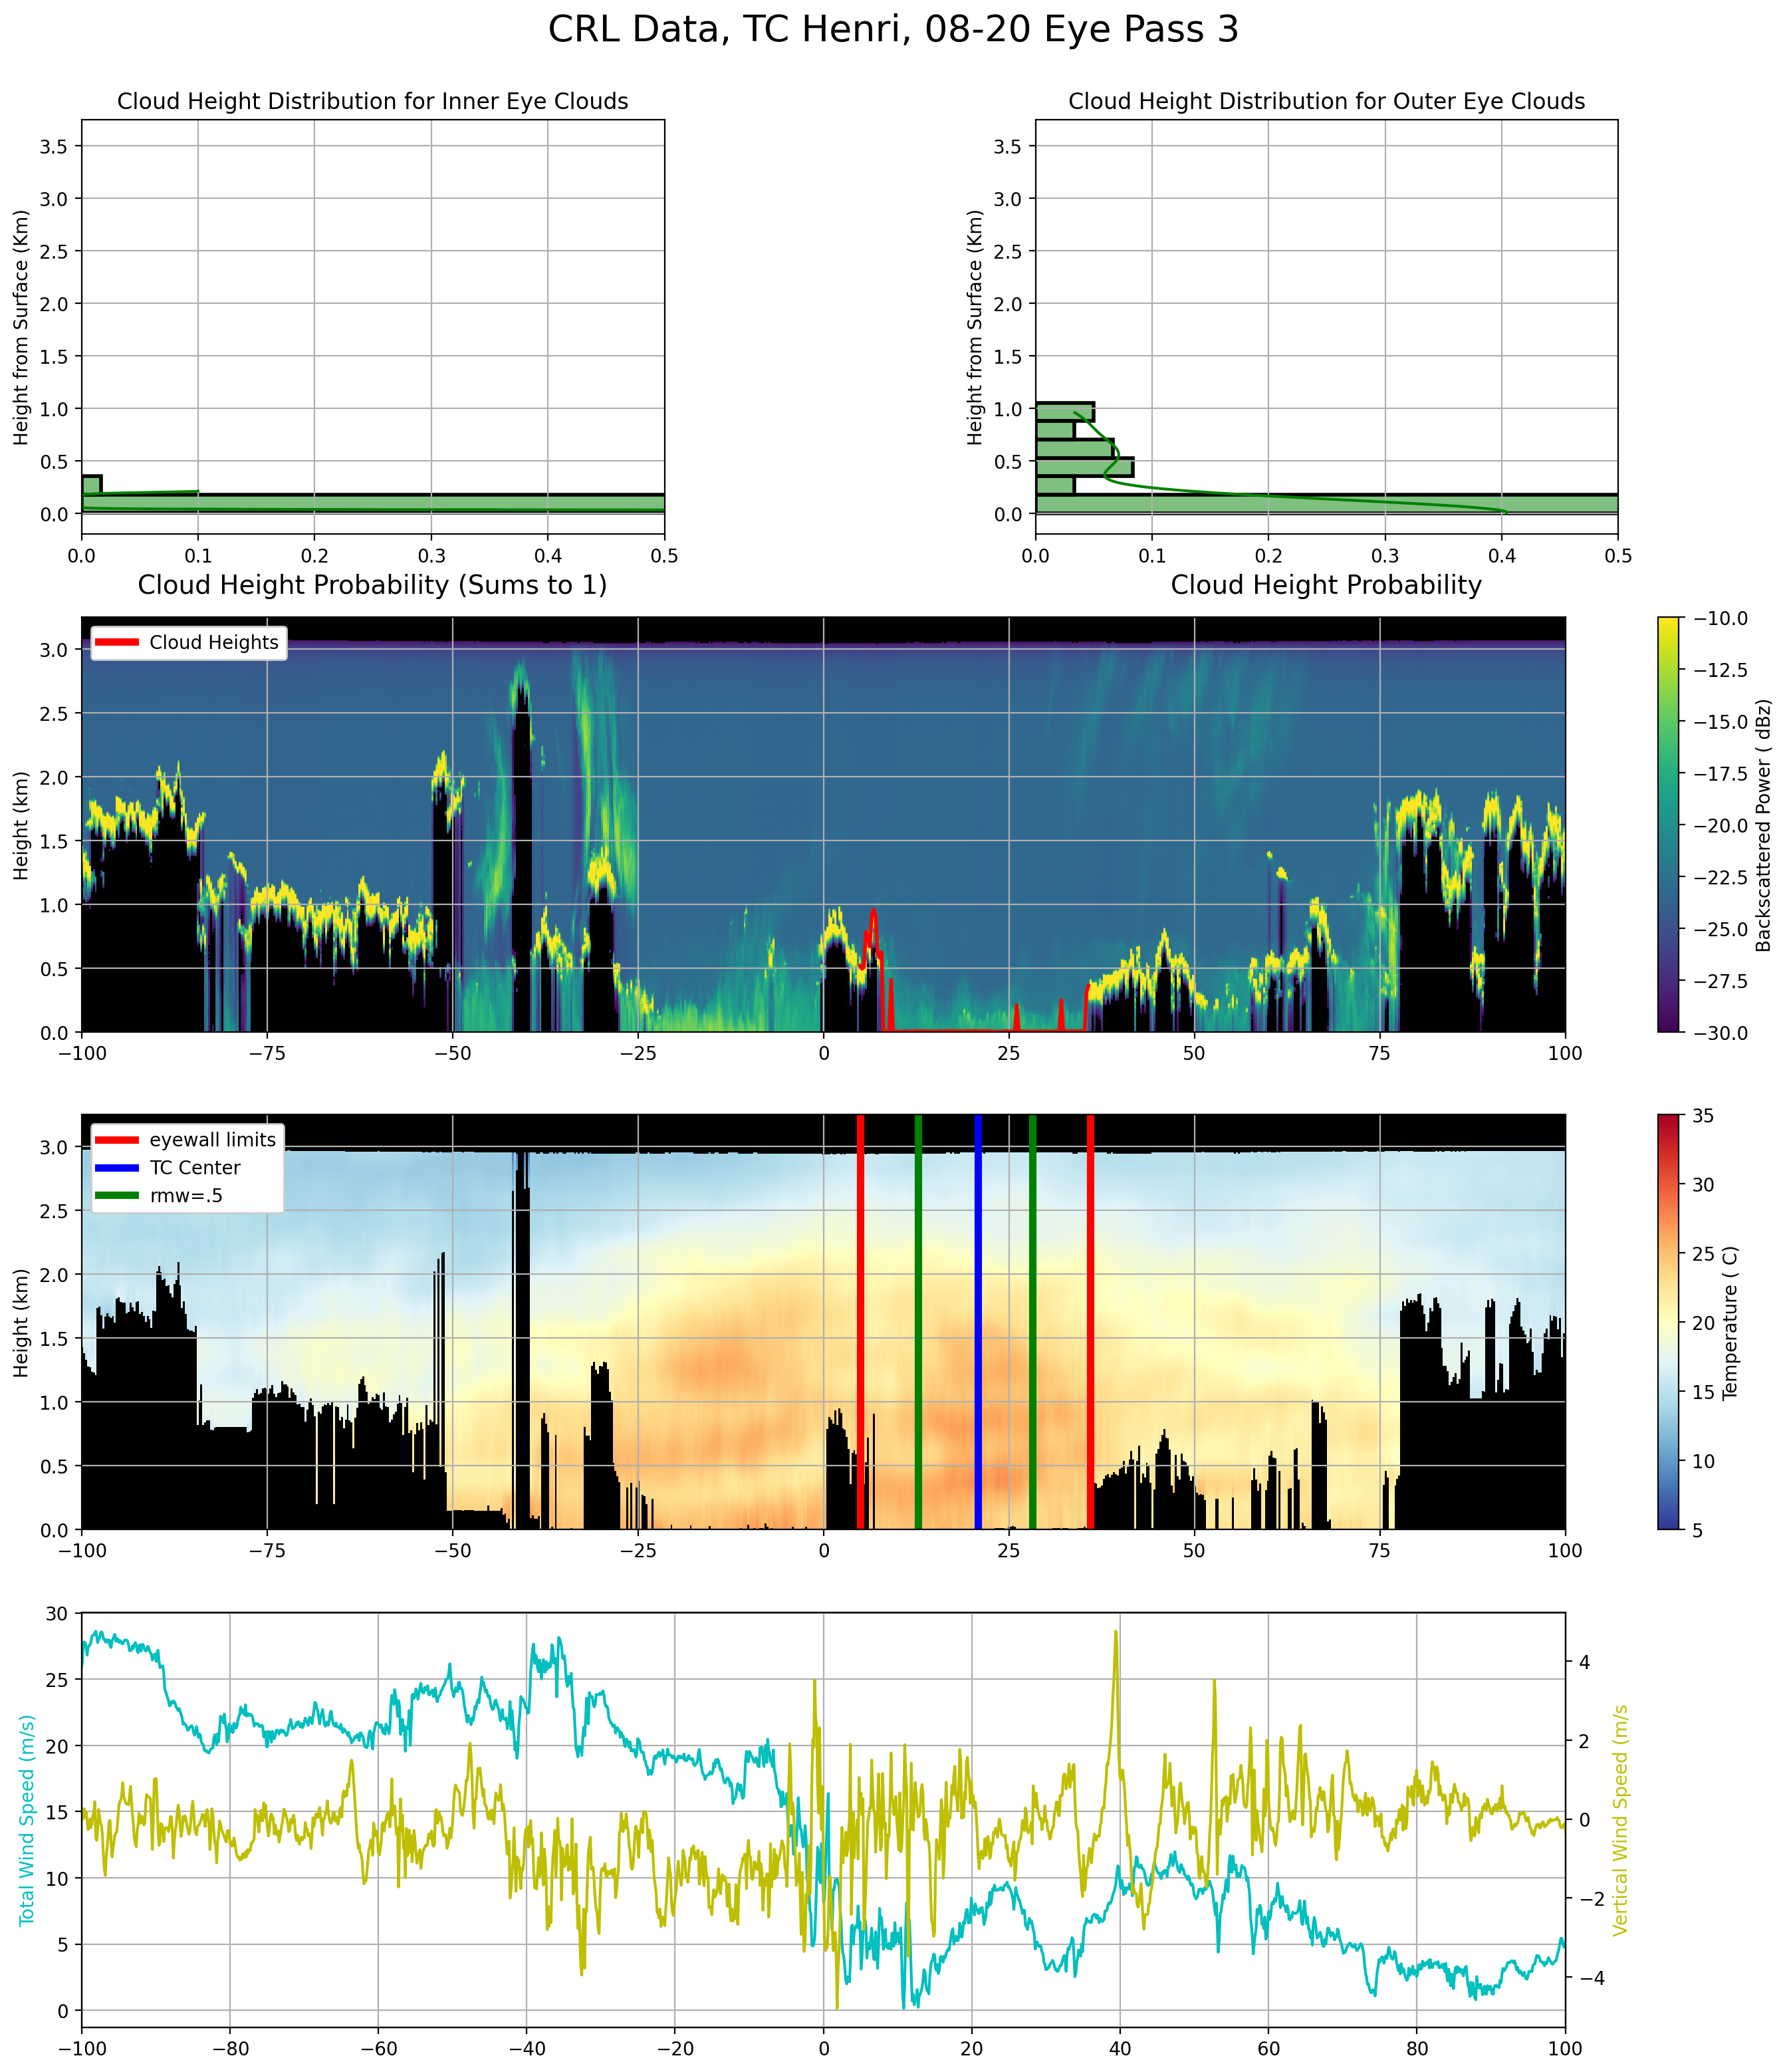 CRL Data, TC Henri, 08-20 Eye Pass 3
Cloud Height Distribution for Inner Eye Clouds
Height from Surface (Km)
3.5
3.0
2.5
2.0
1.5
1.0
0.5
0.0
0.0 0.1 0.2 0.3 0.4 0.5
Cloud Height Probability (Sums to 1)
Cloud Height Distribution for Outer Eye Clouds
Height from Surface (Km)
3.5
3.0
2.5
2.0
1.5
1.0
0.5
0.0
0.0 0.1 0.2 0.3 0.4 0.5
Cloud Height Probability
Cloud Heights
Height (km)
3.0
2.5
2.0
1.5
1.0
0.5
0.0
−100 −75 −50 −25 0 25 50 75 100
−10.0
−12.5
−15.0
−17.5
−20.0
−22.5
−25.0
−27.5
−30.0
Backscattered Power ( dBz)
eyewall limits
TC Center
rmw=.5
Height (km)
3.0
2.5
2.0
1.5
1.0
0.5
0.0
−100 −75 −50 −25 0 25 50 75 100
35
30
25
20
15
10
5
Temperature ( C)
Total Wind Speed (m/s)
30
25
20
15
10
5
0
−100 −80 −60 −40 −20 0 20 40 60 80 100
4
2
0
−2
−4
Vertical Wind Speed (m/s